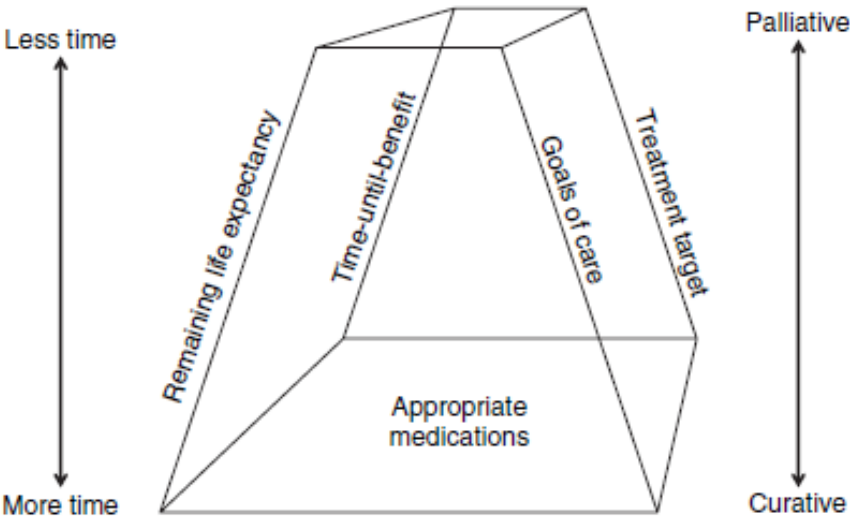 Less time
Palliative
Remaining life expectancy
Time-until-benefit
Goals of care
Treatment target
Appropriate
medications
More time
Curative